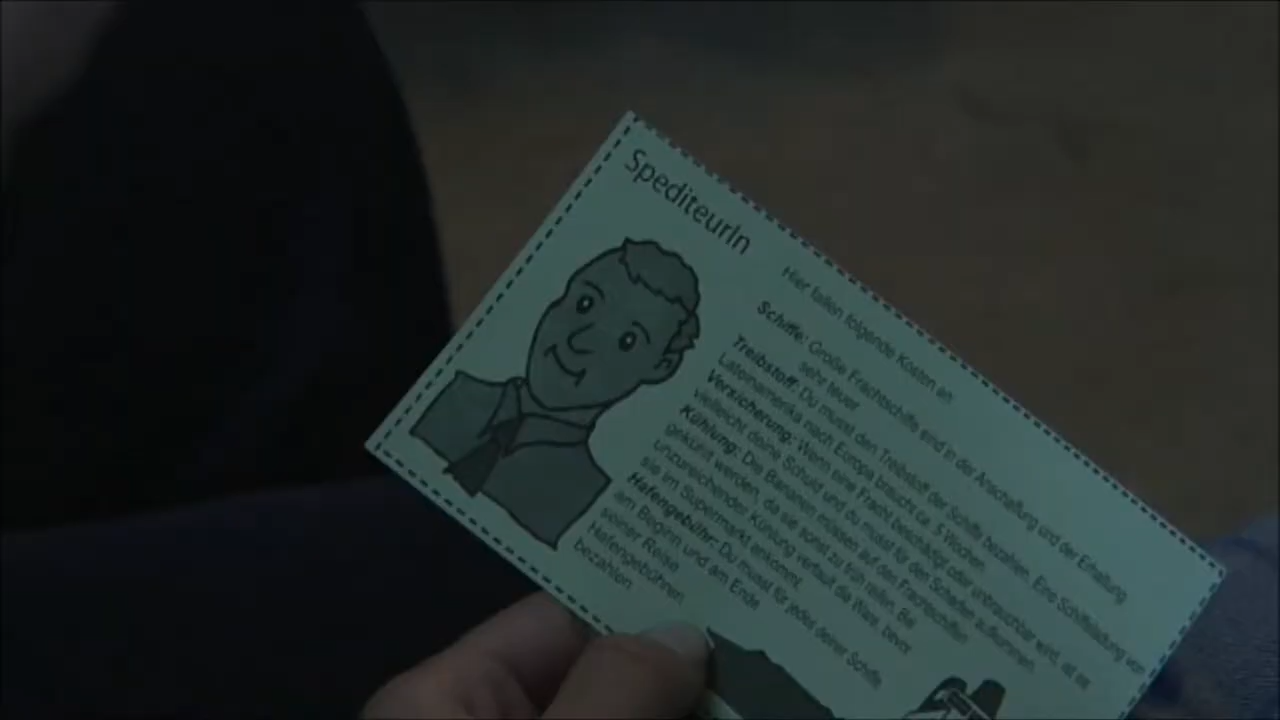 SpediteurIn
Hier fallen folgende Kosten an:
Schiffe: Große Frachtschiffe sind in der Anschaffung und der Erhaltung
sehr teuer
Treibstoff: Du musst den Treibstoff der Schiffe bezahlen. Eine Schiffsladung von
Lateinamerika nach Europa braucht ca. 5 Wochen.
Versicherung: Wenn eine Fracht beschädigt oder unbrauchbar wird, ist es
vielleicht deine Schuld und du musst für den Schaden aufkommen.
Kühlung: Die Bananen müssen auf den Frachtschiffen
gekühlt werden, da sie sonst zu früh reifen. Bei
unzureichender Kühlung verfault die Ware, bevor
sie im Supermarkt ankommt.
Hafengebühr: Du musst für jedes deiner Schiffe
am Beginn und am Ende
seiner Reise
Hafengebühren
bezahlen.